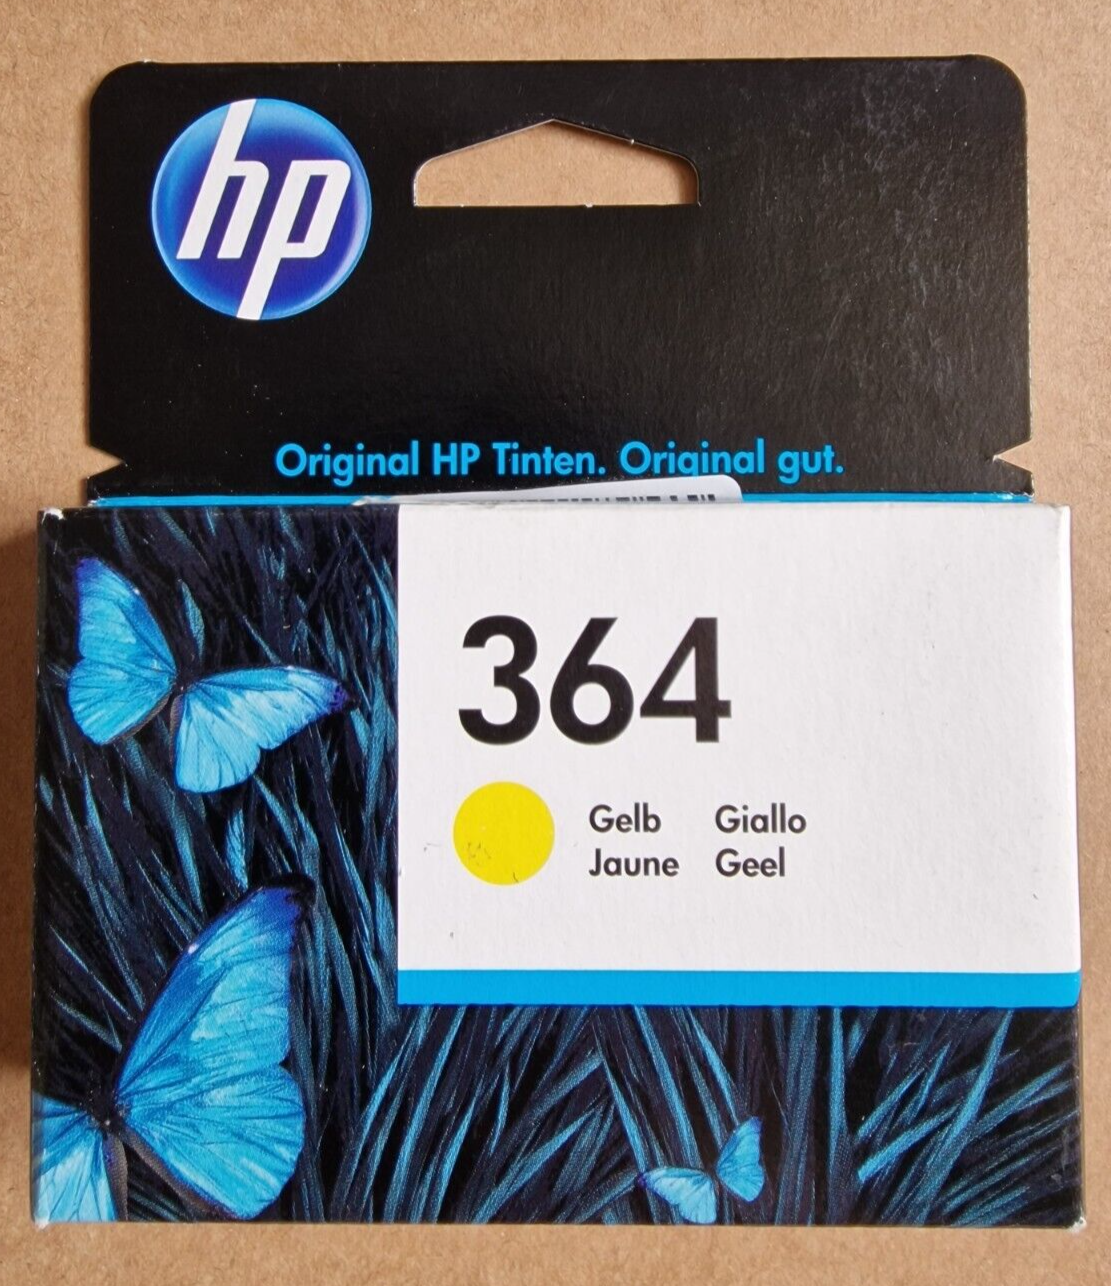 hp
Original HP Tinten. Original gut.
364
Gelb Giallo
Jaune Geel